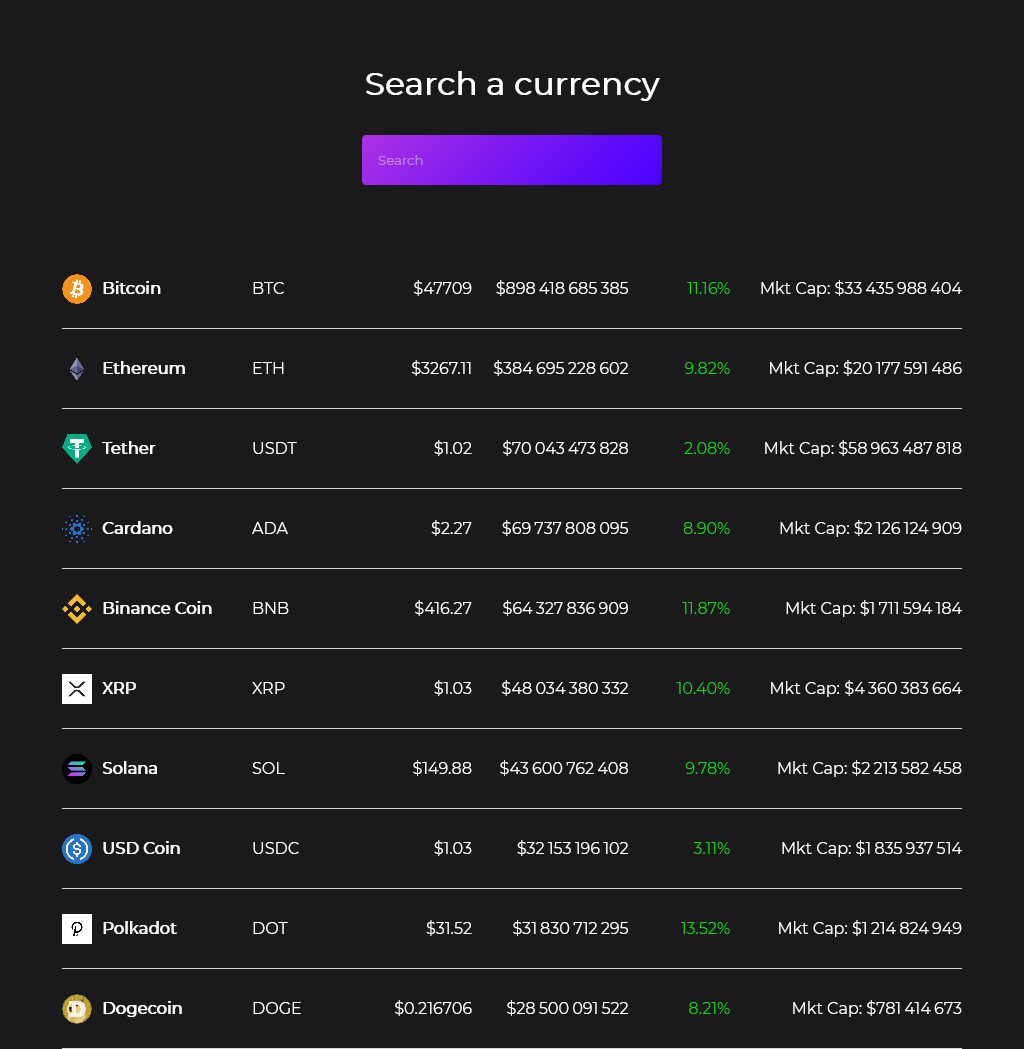 Search a currency
Search
Bitcoin BTC $47709 $898 418 685 385 11.16% Mkt Cap: $33 435 988 404
Ethereum ETH $3267.11 $384 695 228 602 9.82% Mkt Cap: $20 177 591 486
Tether USDT $1.02 $70 043 473 828 2.08% Mkt Cap: $58 963 487 818
Cardano ADA $2.27 $69 737 808 095 8.90% Mkt Cap: $2 126 124 909
Binance Coin BNB $416.27 $64 327 836 909 11.87% Mkt Cap: $1 711 594 184
XRP XRP $1.03 $48 034 380 332 10.40% Mkt Cap: $4 360 383 664
Solana SOL $149.88 $43 600 762 408 9.78% Mkt Cap: $2 213 582 458
USD Coin USDC $1.03 $32 153 196 102 3.11% Mkt Cap: $1 835 937 514
Polkadot DOT $31.52 $31 830 712 295 13.52% Mkt Cap: $1 214 824 949
Dogecoin DOGE $0.216706 $28 500 091 522 8.21% Mkt Cap: $781 414 673